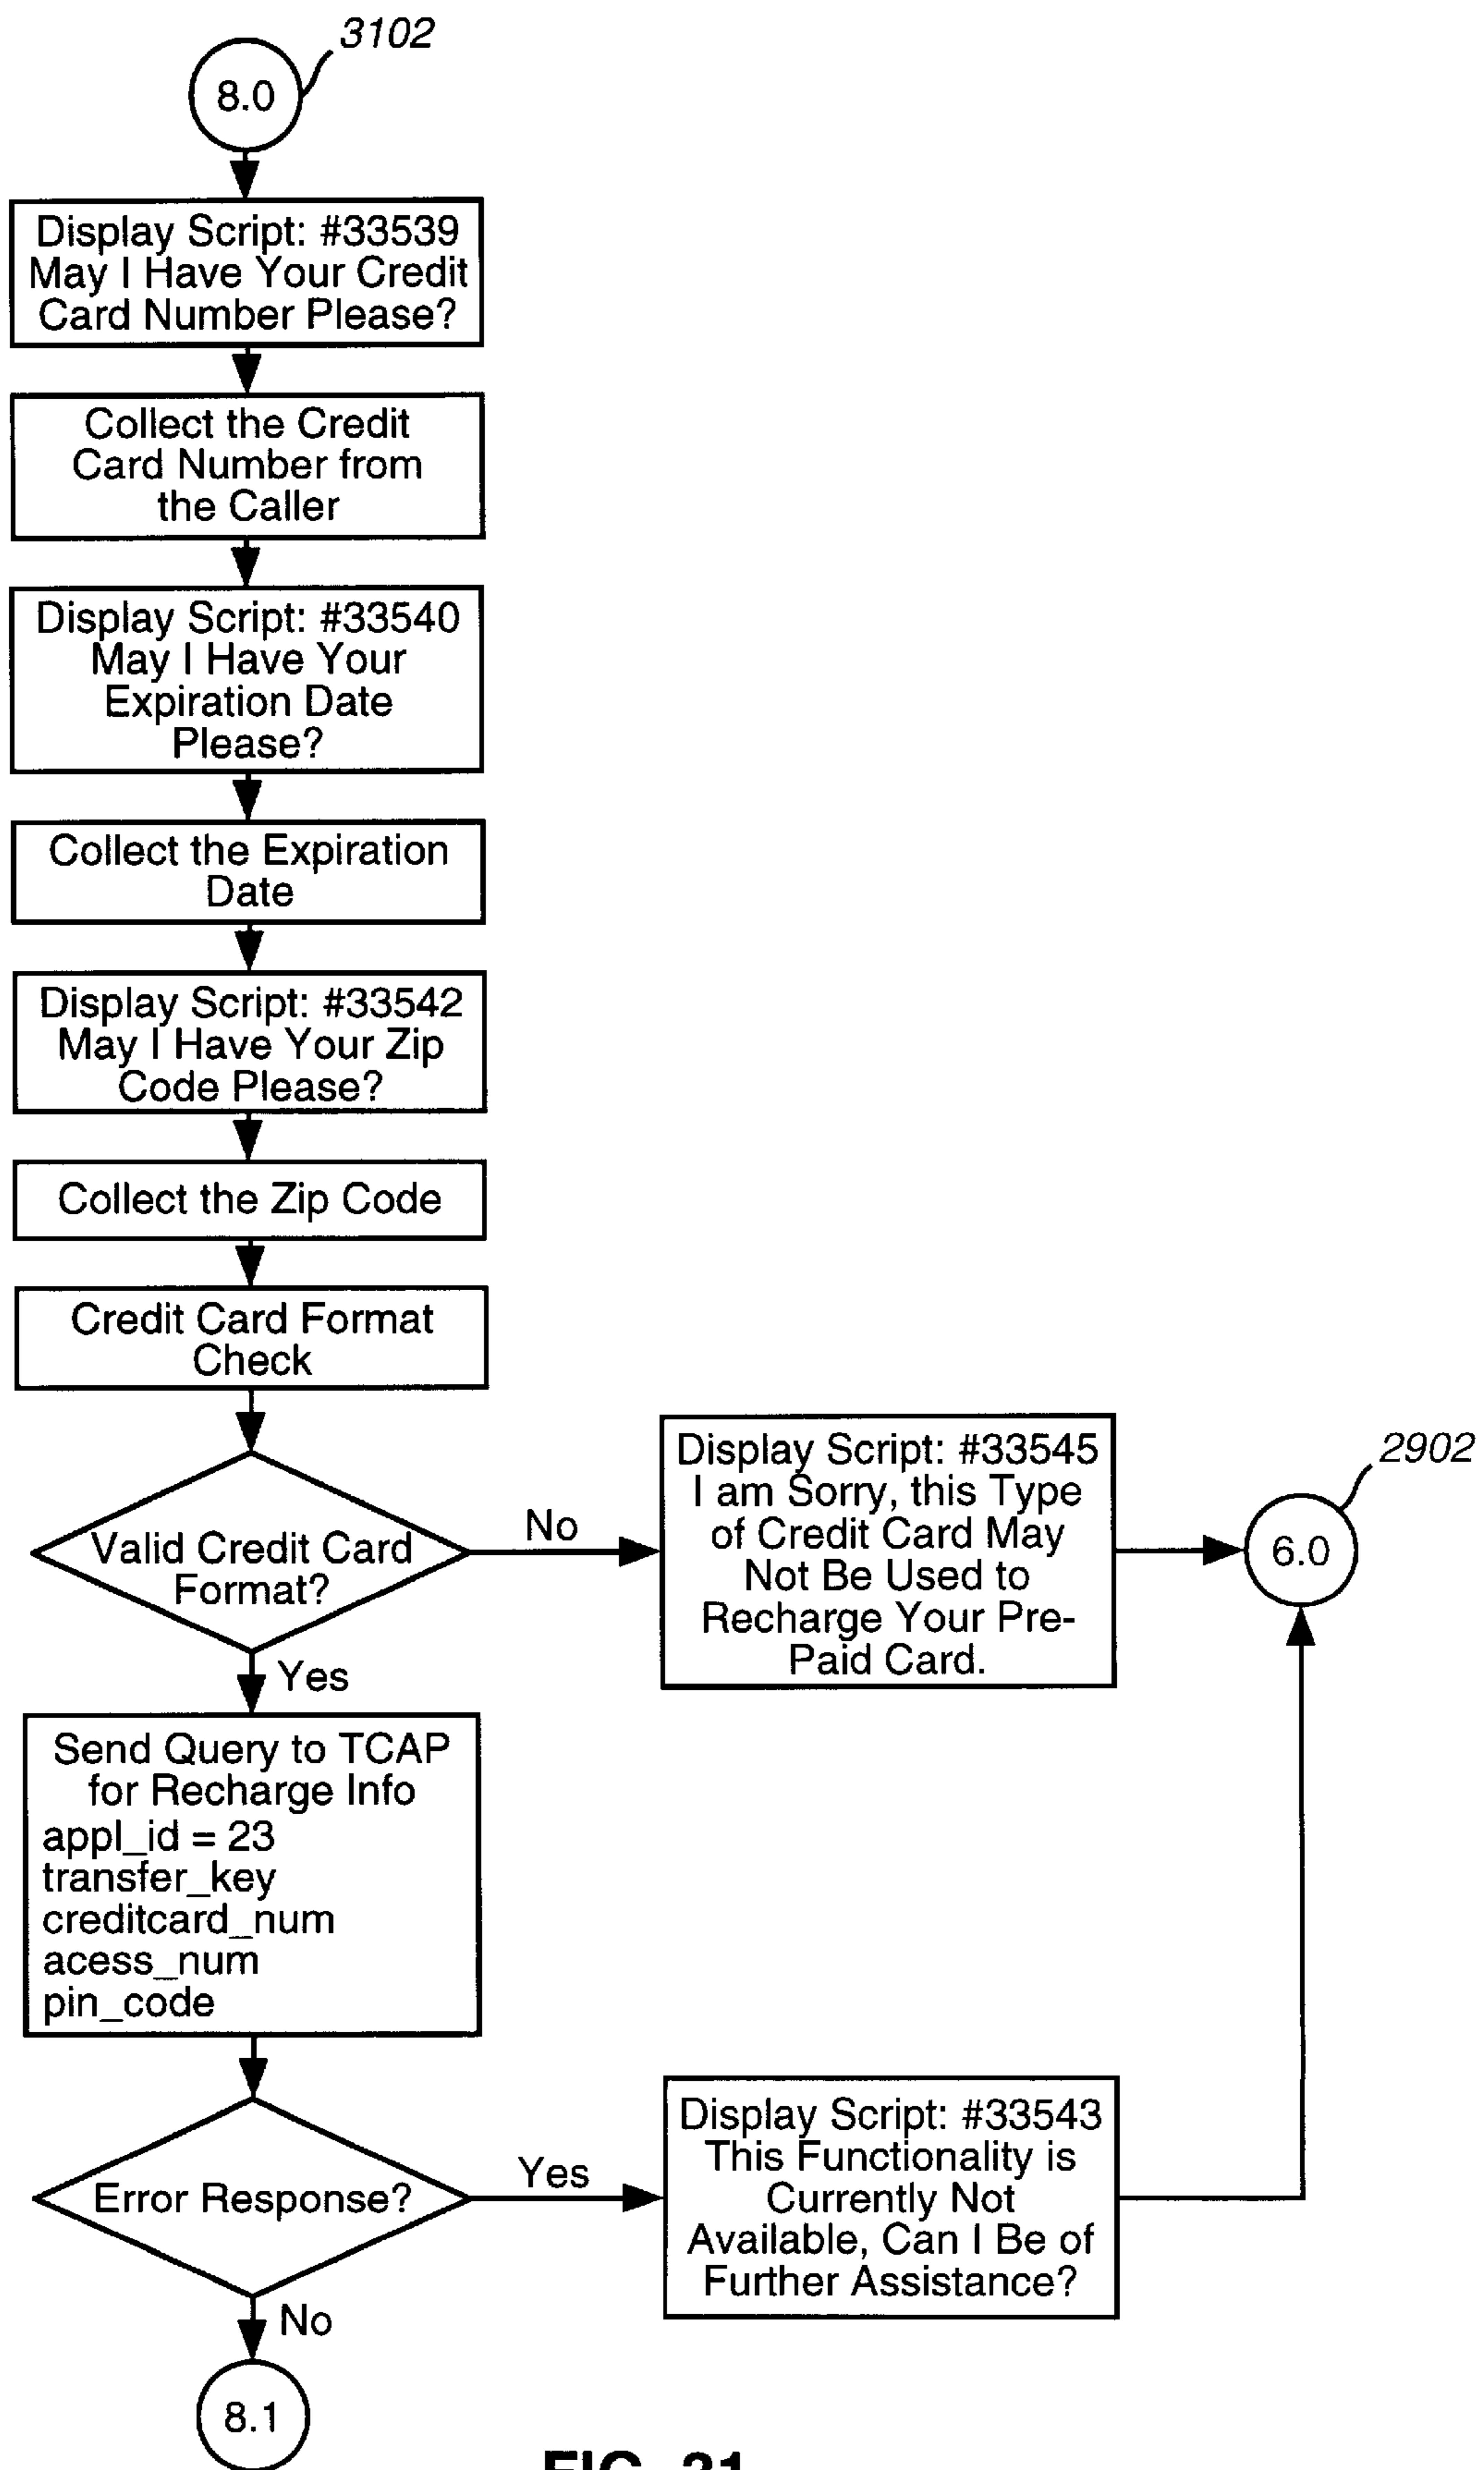 3102
8.0
Display Script: #33539
May I Have Your Credit
Card Number Please?
Collect the Credit
Card Number from
the Caller
Display Script: #33540
May I Have Your
Expiration Date
Please?
Collect the Expiration
Date
Display Script: #33542
May I Have Your Zip
Code Please?
Collect the Zip Code
Credit Card Format
Check
Valid Credit Card
Format?
No
Display Script: #33545
I am Sorry, this Type
of Credit Card May
Not Be Used to
Recharge Your Pre-
Paid Card.
2902
6.0
Yes
Send Query to TCAP
for Recharge Info
appl_id = 23
transfer_key
creditcard_num
acess_num
pin_code
Error Response?
Yes
Display Script: #33543
This Functionality is
Currently Not
Available, Can I Be of
Further Assistance?
No
8.1
FIG. 31